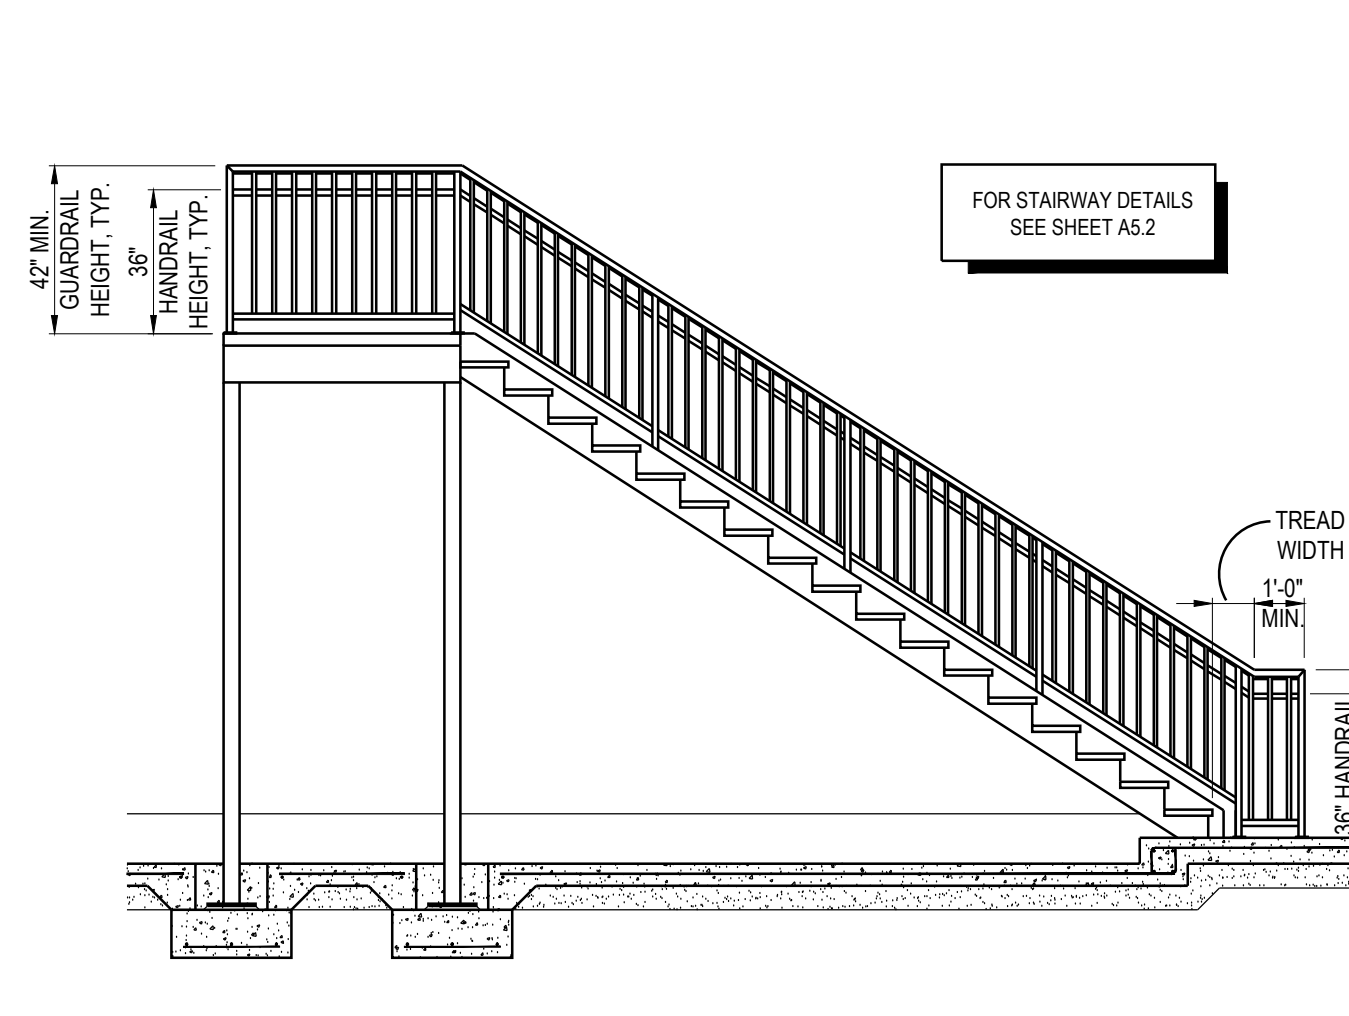 42" MIN.
GUARDRAIL
HEIGHT, TYP.
36"
HANDRAIL
HEIGHT, TYP.
FOR STAIRWAY DETAILS
SEE SHEET A5.2
TREAD
WIDTH
1'-0"
MIN.
36" HANDRAIL